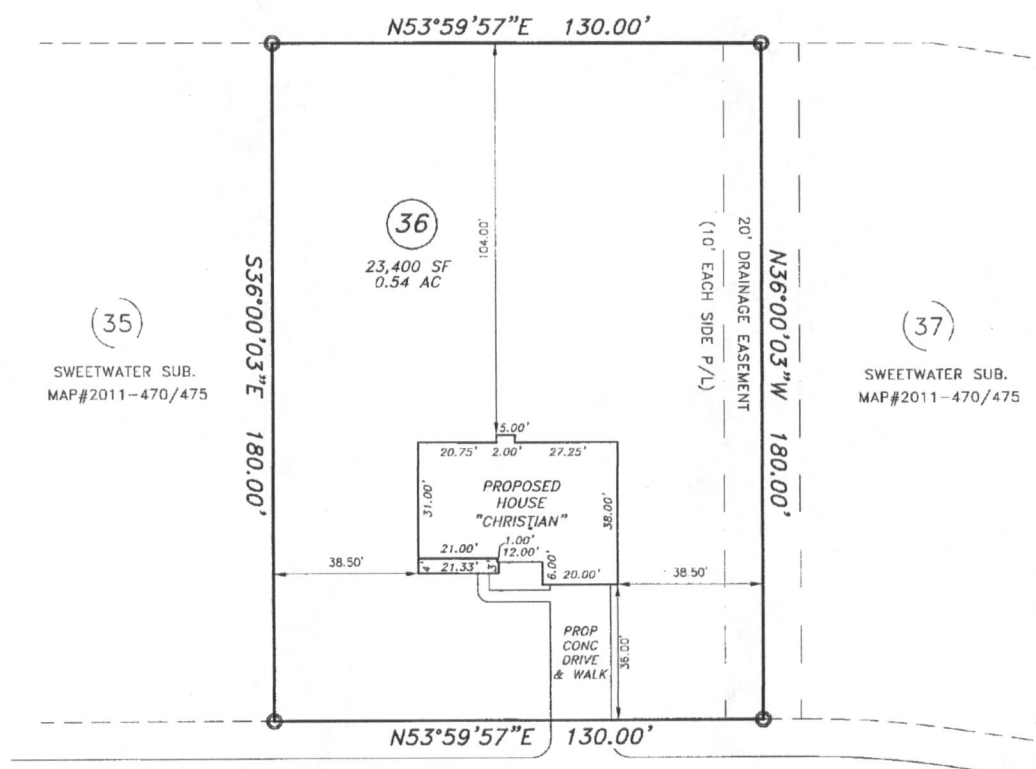 N53°59'57"E 130.00'
36
23,400 SF
0.54 AC
104.00'
S36°00'03"E 180.00'
20' DRAINAGE EASEMENT
(10' EACH SIDE P/L)
N36°00'03"W 180.00'
(35)
SWEETWATER SUB.
MAP#2011-470/475
(37)
SWEETWATER SUB.
MAP#2011-470/475
5.00'
20.75' 2.00' 27.25'
31.00'
PROPOSED
HOUSE
"CHRISTIAN"
38.00'
1.00'
21.00' 12.00'
4' 21.33' 3' 6.00' 20.00'
38.50'
38.50'
PROP
CONC
DRIVE
& WALK
36.00'
N53°59'57"E 130.00'